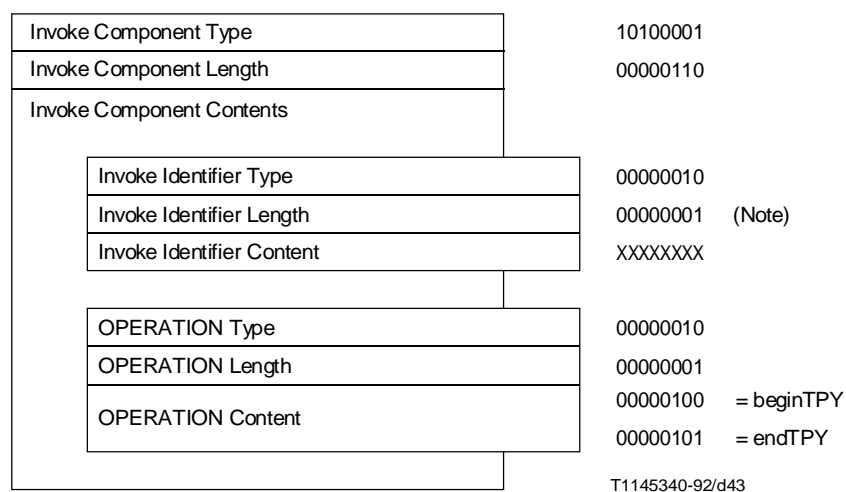 Invoke Component Type 10100001
Invoke Component Length 00000110
Invoke Component Contents
Invoke Identifier Type 00000010
Invoke Identifier Length 00000001 (Note)
Invoke Identifier Content XXXXXXXX
OPERATION Type 00000010
OPERATION Length 00000001
OPERATION Content
00000100 = beginTPY
00000101 = endTPY
T1145340-92/d43